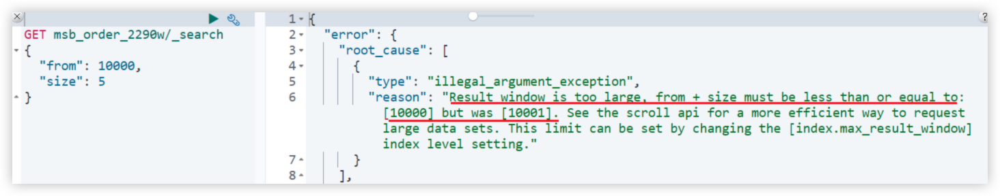 GET msb_order_2290w/_search
{
"from": 10000,
"size": 5
}
1 {
2 "error": {
3 "root_cause": [
4 {
5 "type": "illegal_argument_exception",
6 "reason": "Result window is too large, from + size must be less than or equal to:
[10000] but was [10001]. See the scroll api for a more efficient way to request
large data sets. This limit can be set by changing the [index.max_result_window]
index level setting."
7 }
8 ],
?